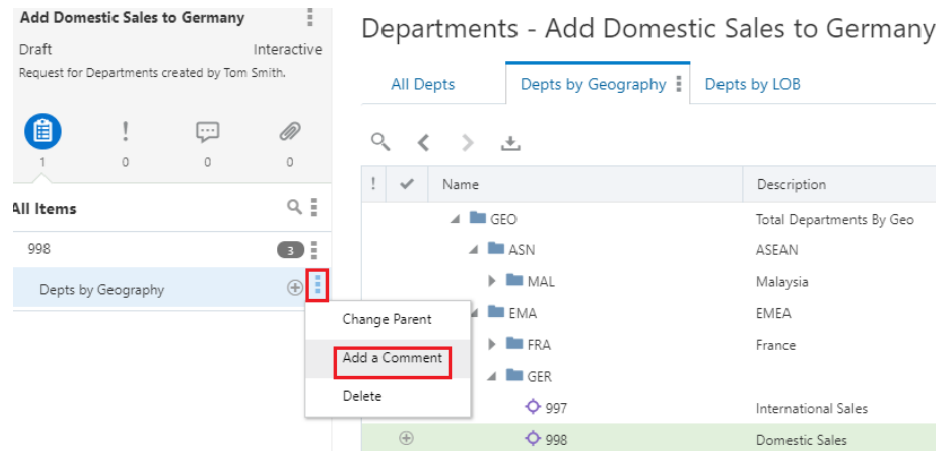 Add Domestic Sales to Germany
Draft Interactive
Request for Departments created by Tom Smith.
1 0 0 0
All Items
998 3
Depts by Geography
Change Parent
Add a Comment
Delete
Departments - Add Domestic Sales to Germany
All Depts Depts by Geography Depts by LOB
! Name Description
GEO Total Departments By Geo
ASN ASEAN
MAL Malaysia
EMA EMEA
FRA France
GER
997 International Sales
998 Domestic Sales